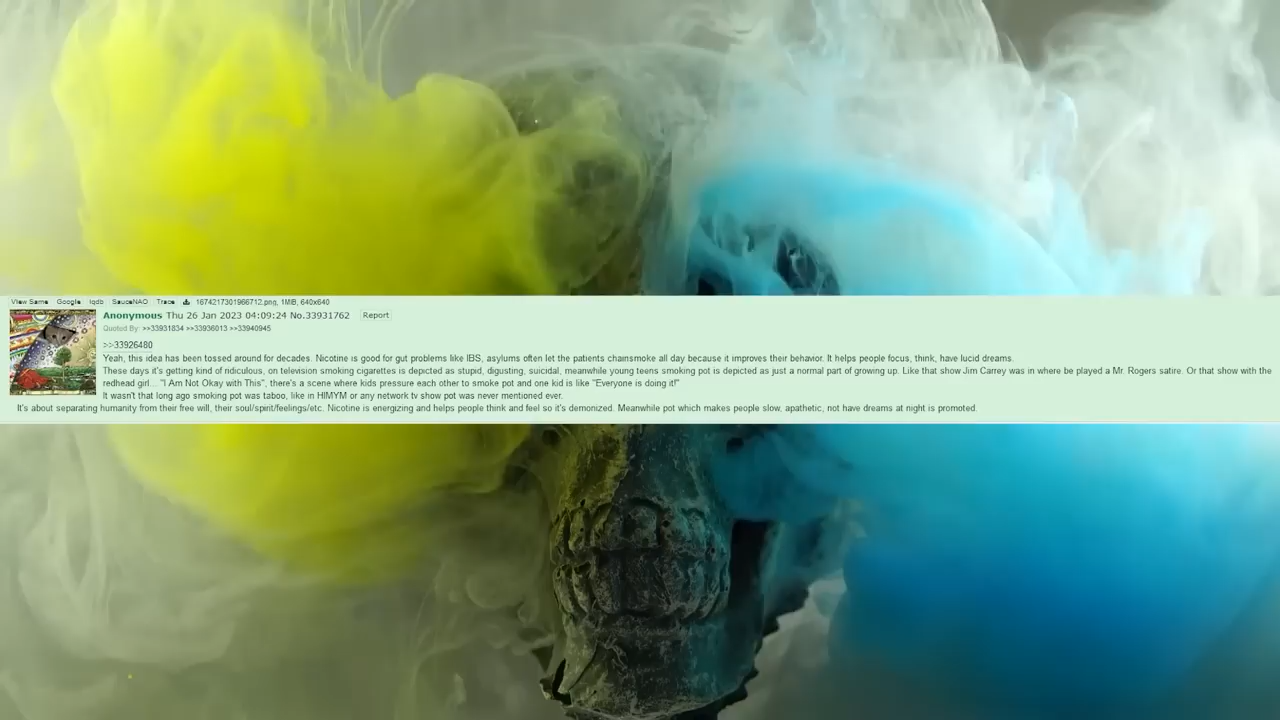 View Same Google iqdb SauceNAO Trace 1674217301966712.png, 1MiB, 640x640
Anonymous Thu 26 Jan 2023 04:09:24 No.33931762 Report
Quoted By: >>33931834 >>33936013 >>33940945
>>33926480
Yeah, this idea has been tossed around for decades. Nicotine is good for gut problems like IBS, asylums often let the patients chainsmoke all day because it improves their behavior. It helps people focus, think, have lucid dreams.
These days it's getting kind of ridiculous, on television smoking cigarettes is depicted as stupid, digusting, suicidal, meanwhile young teens smoking pot is depicted as just a normal part of growing up. Like that show Jim Carrey was in where be played a Mr. Rogers satire. Or that show with the
redhead girl... "I Am Not Okay with This", there's a scene where kids pressure each other to smoke pot and one kid is like "Everyone is doing it!"
It wasn't that long ago smoking pot was taboo, like in HIMYM or any network tv show pot was never mentioned ever.
It's about separating humanity from their free will, their soul/spirit/feelings/etc. Nicotine is energizing and helps people think and feel so it's demonized. Meanwhile pot which makes people slow, apathetic, not have dreams at night is promoted.